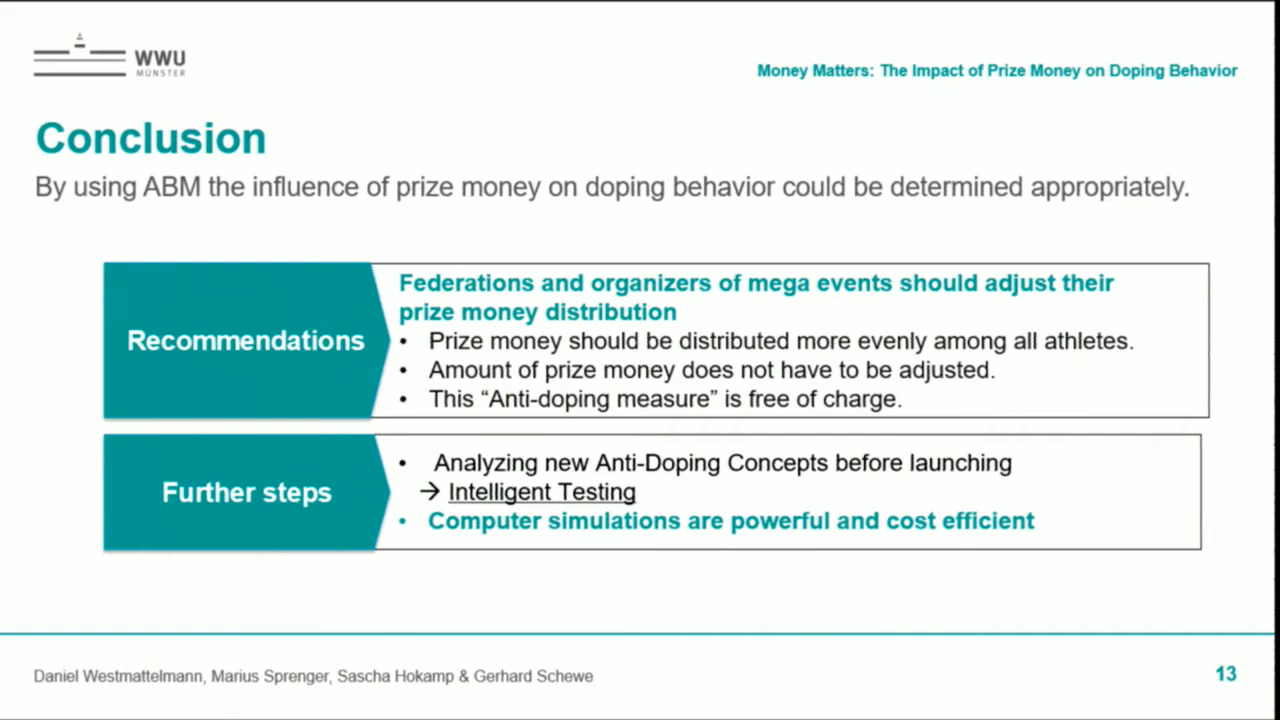 WWU
MÜNSTER
Money Matters: The Impact of Prize Money on Doping Behavior
Conclusion
By using ABM the influence of prize money on doping behavior could be determined appropriately.
Recommendations
Federations and organizers of mega events should adjust their
prize money distribution
• Prize money should be distributed more evenly among all athletes.
• Amount of prize money does not have to be adjusted.
• This “Anti-doping measure” is free of charge.
Further steps
• Analyzing new Anti-Doping Concepts before launching
→ Intelligent Testing
• Computer simulations are powerful and cost efficient
Daniel Westmattelmann, Marius Sprenger, Sascha Hokamp & Gerhard Schewe
13